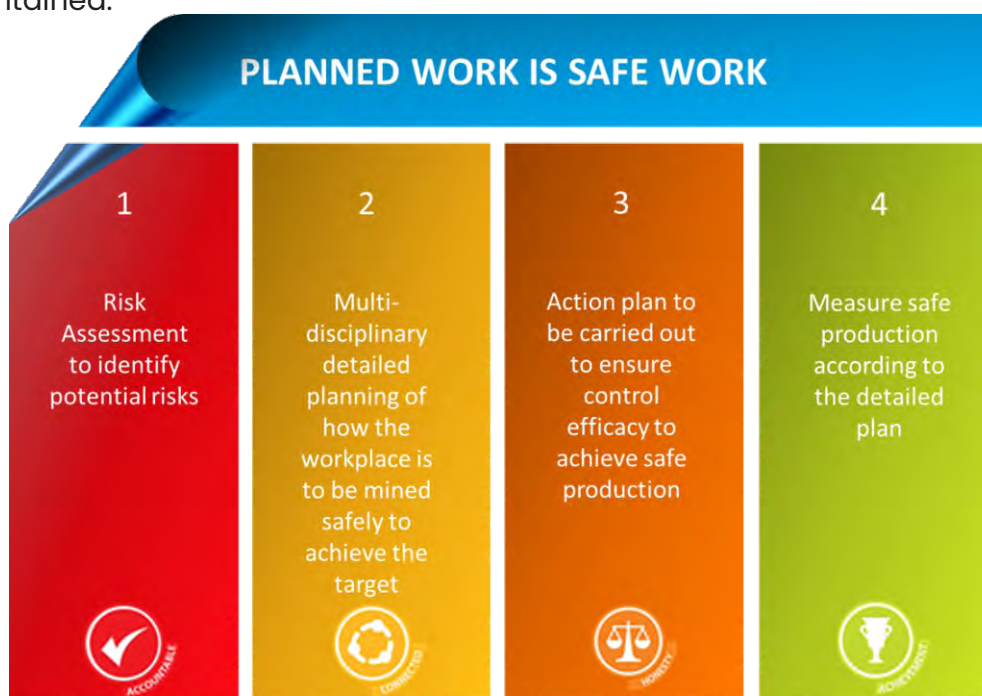 ntained.
PLANNED WORK IS SAFE WORK
1
Risk
Assessment
to identify
potential risks
ACCOUNTABLE
2
Multi-
disciplinary
detailed
planning of
how the
workplace is
to be mined
safely to
achieve the
target
CONNECTED
3
Action plan to
be carried out
to ensure
control
efficacy to
achieve safe
production
HONESTY
4
Measure safe
production
according to
the detailed
plan
ACHIEVEMENT